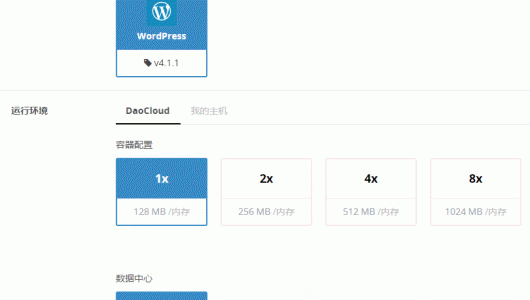 WordPress
v4.1.1
运行环境
DaoCloud 我的主机
容器配置
1x 2x 4x 8x
128 MB /内存 256 MB /内存 512 MB /内存 1024 MB /内存
数据中心